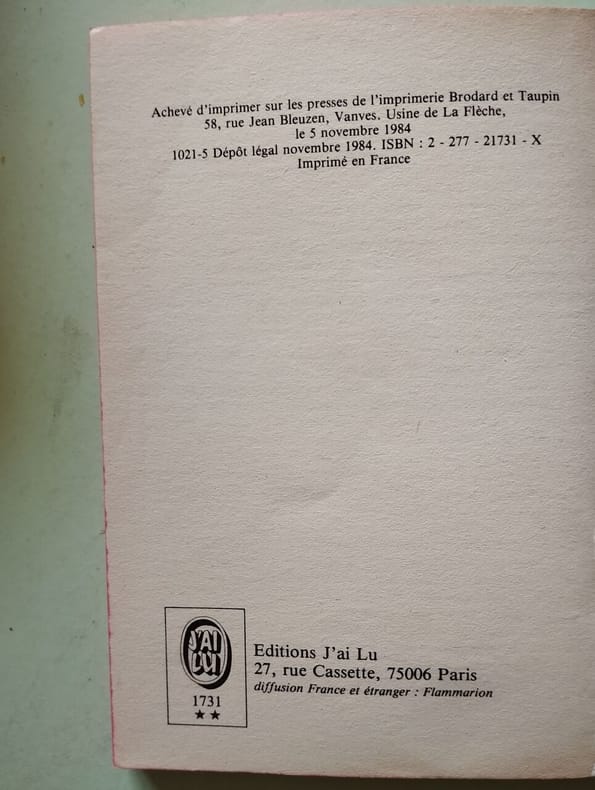 Achevé d'imprimer sur les presses de l'imprimerie Brodard et Taupin
58, rue Jean Bleuzen, Vanves. Usine de La Flèche,
le 5 novembre 1984
1021-5 Dépôt légal novembre 1984. ISBN : 2 - 277 - 21731 - X
Imprimé en France
J'AI
LU
1731
★★
Editions J'ai Lu
27, rue Cassette, 75006 Paris
diffusion France et étranger : Flammarion